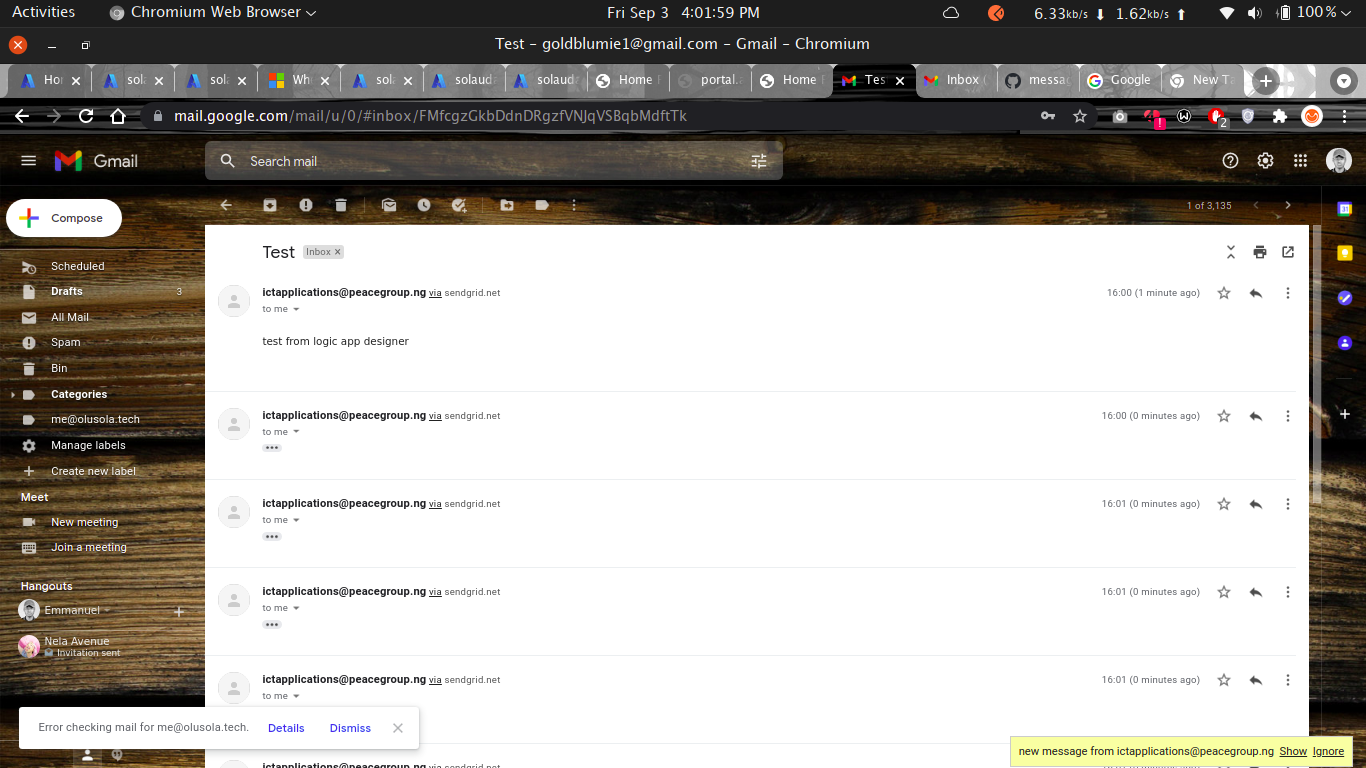 Activities
Chromium Web Browser
Fri Sep 3 4:01:59 PM
6.33kb/s
1.62kb/s
100%
Test - goldblumie1@gmail.com - Gmail - Chromium
sola
sola
sola
solauda
solauda
Home
portal.
Home
Inbox
messag
Google
New Ta
mail.google.com/mail/u/0/#inbox/FMfcgzGkbDdnDRgzfVNJqVSBqbMdftTk
2
Gmail
Search mail
Compose
1 of 3,135
Scheduled
Drafts
3
All Mail
Spam
Bin
Categories
me@olusola.tech
Manage labels
Create new label
Meet
New meeting
Join a meeting
Hangouts
Emmanuel
Nela Avenue
Invitation sent
Test
Inbox x
ictapplications@peacegroup.ng via sendgrid.net
16:00 (1 minute ago)
to me
test from logic app designer
ictapplications@peacegroup.ng via sendgrid.net
16:00 (0 minutes ago)
to me
ictapplications@peacegroup.ng via sendgrid.net
16:01 (0 minutes ago)
to me
ictapplications@peacegroup.ng via sendgrid.net
16:01 (0 minutes ago)
to me
ictapplications@peacegroup.ng via sendgrid.net
16:01 (0 minutes ago)
to me
Error checking mail for me@olusola.tech.
Details
Dismiss
new message from ictapplications@peacegroup.ng Show Ignore